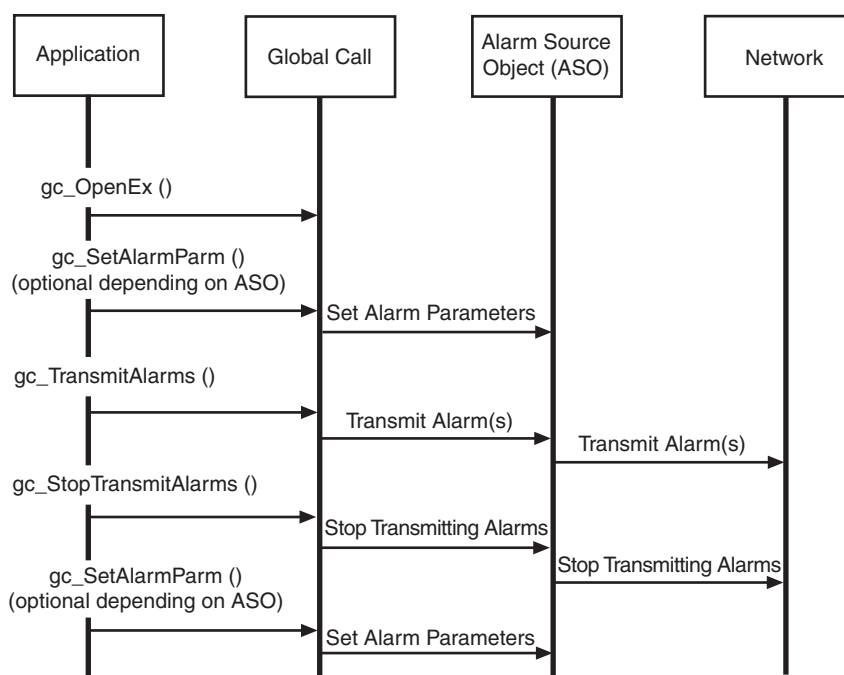 Application
Global Call
Alarm Source
Object (ASO)
Network
gc_OpenEx ()
gc_SetAlarmParm ()
(optional depending on ASO)
Set Alarm Parameters
gc_TransmitAlarms ()
Transmit Alarm(s)
Transmit Alarm(s)
gc_StopTransmitAlarms ()
Stop Transmitting Alarms
Stop Transmitting Alarms
gc_SetAlarmParm ()
(optional depending on ASO)
Set Alarm Parameters